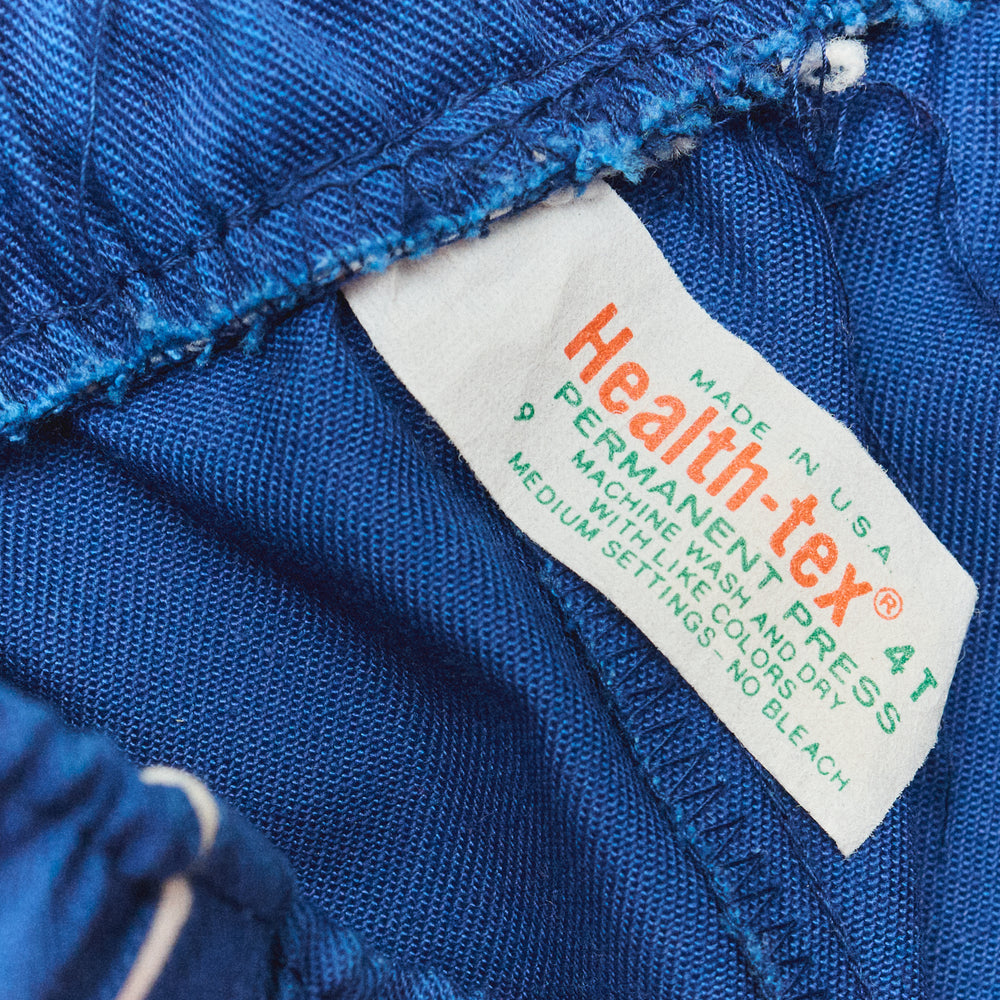 MADE IN U.S.A.
Health-tex®
PERMANENT PRESS 4T
MACHINE WASH AND DRY
WITH LIKE COLORS
MEDIUM SETTINGS - NO BLEACH
9